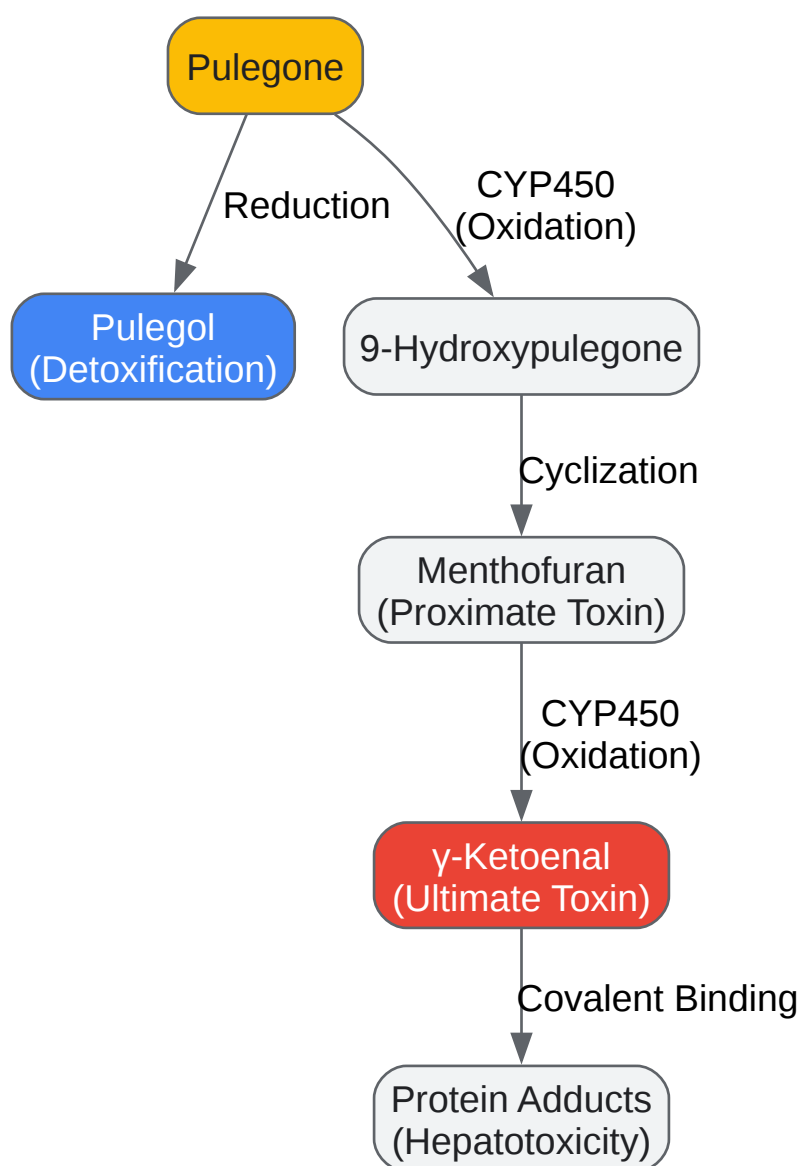 Pulegone
Reduction
CYP450
(Oxidation)
Pulegol
(Detoxification)
9-Hydroxypulegone
Cyclization
Menthofuran
(Proximate Toxin)
CYP450
(Oxidation)
γ-Ketoenal
(Ultimate Toxin)
Covalent Binding
Protein Adducts
(Hepatotoxicity)